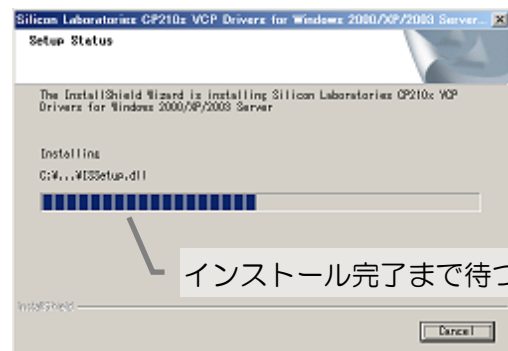 Silicon Laboratories CP210x VCP Drivers for Windows 2000/XP/2003 Server...
Setup Status
The InstallShield Wizard is installing Silicon Laboratories CP210x VCP
Drivers for Windows 2000/XP/2003 Server
Installing
C:¥...¥ISSetup.dll
インストール完了まで待つ
InstallShield
Cancel